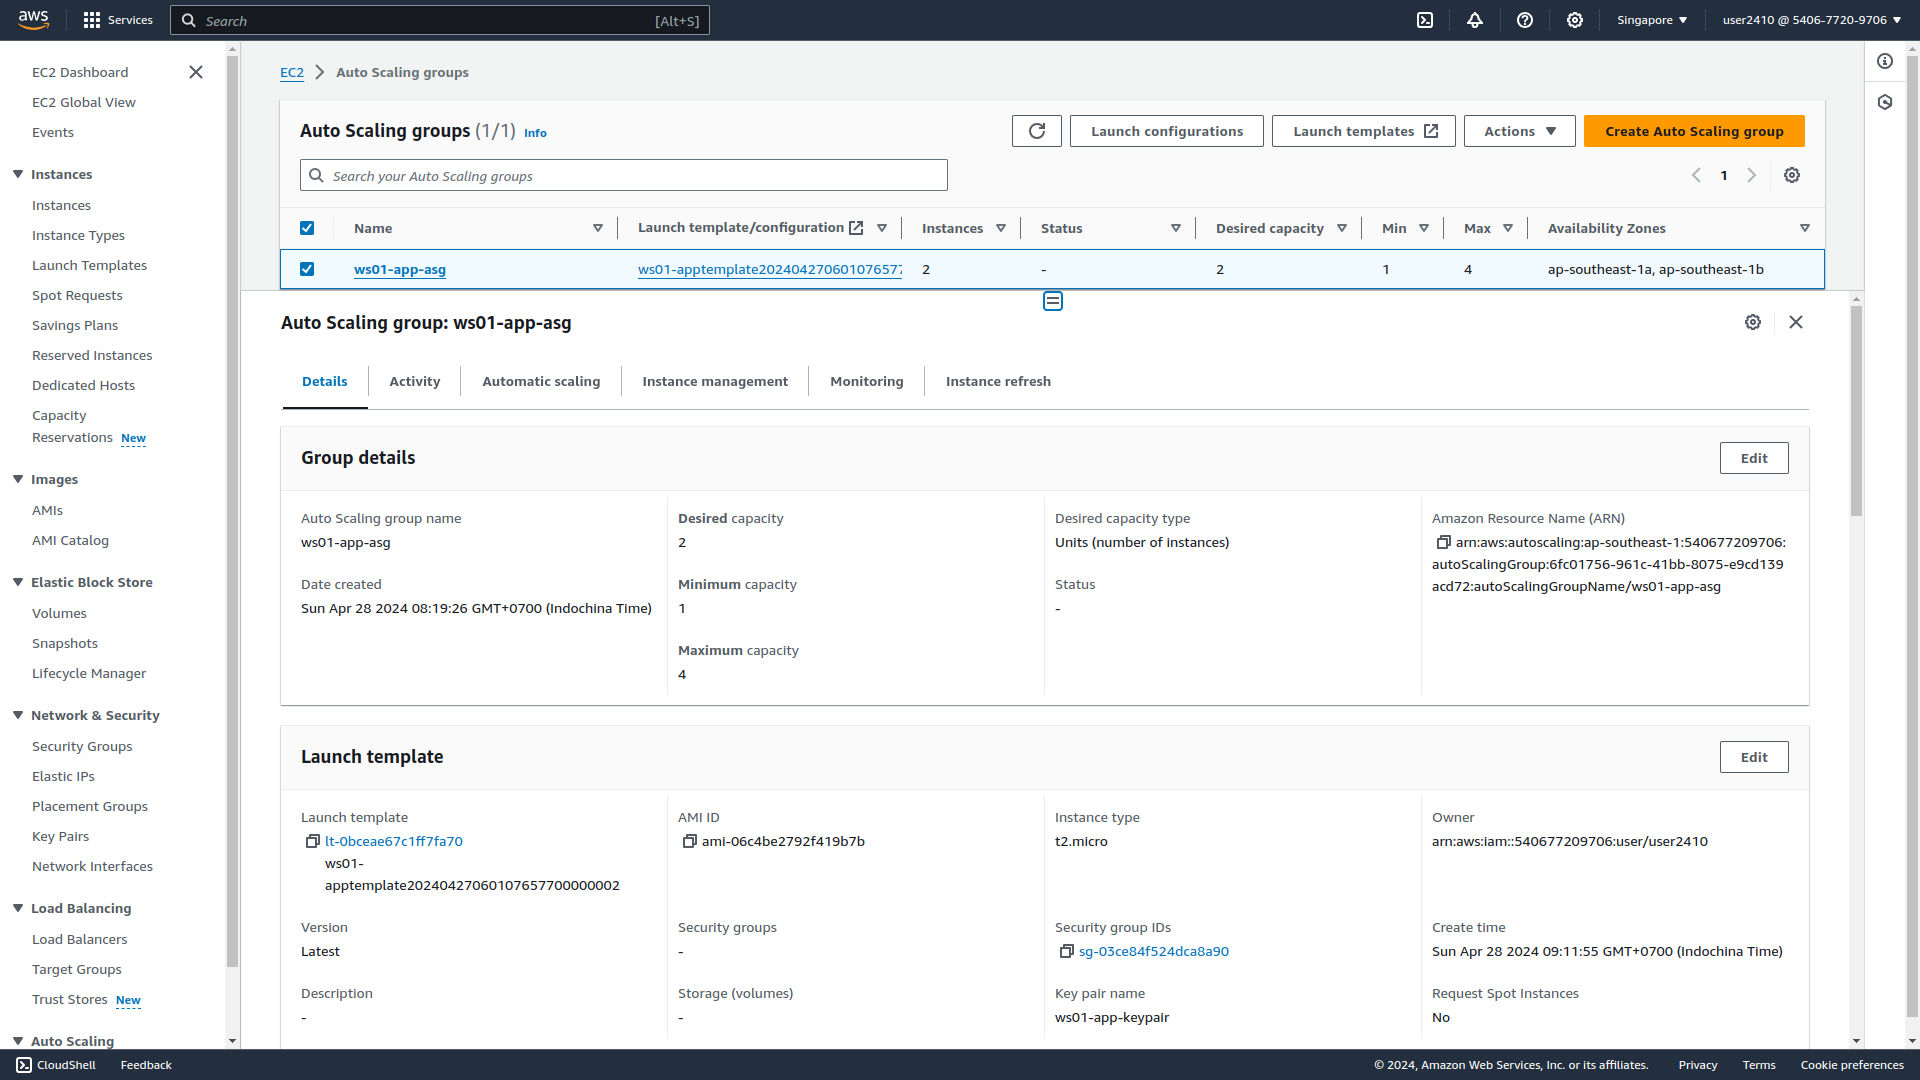 aws
Services
Search
[Alt+S]
Singapore
user2410 @ 5406-7720-9706
EC2 Dashboard
EC2 Global View
Events
Instances
Instances
Instance Types
Launch Templates
Spot Requests
Savings Plans
Reserved Instances
Dedicated Hosts
Capacity
Reservations New
Images
AMIs
AMI Catalog
Elastic Block Store
Volumes
Snapshots
Lifecycle Manager
Network & Security
Security Groups
Elastic IPs
Placement Groups
Key Pairs
Network Interfaces
Load Balancing
Load Balancers
Target Groups
Trust Stores New
Auto Scaling
EC2 Auto Scaling groups
Auto Scaling groups (1/1) Info
Launch configurations
Launch templates
Actions
Create Auto Scaling group
Search your Auto Scaling groups
1
Name Launch template/configuration Instances Status Desired capacity Min Max Availability Zones
ws01-app-asg ws01-apptemplate20240427060107657 2 - 2 1 4 ap-southeast-1a, ap-southeast-1b
Auto Scaling group: ws01-app-asg
Details Activity Automatic scaling Instance management Monitoring Instance refresh
Group details
Edit
Auto Scaling group name
ws01-app-asg
Date created
Sun Apr 28 2024 08:19:26 GMT+0700 (Indochina Time)
Desired capacity
2
Minimum capacity
1
Maximum capacity
4
Desired capacity type
Units (number of instances)
Status
-
Amazon Resource Name (ARN)
arn:aws:autoscaling:ap-southeast-1:540677209706:
autoScalingGroup:6fc01756-961c-41bb-8075-e9cd139
acd72:autoScalingGroupName/ws01-app-asg
Launch template
Edit
Launch template
lt-0bceae67c1ff7fa70
ws01-
apptemplate20240427060107657700000002
AMI ID
ami-06c4be2792f419b7b
Instance type
t2.micro
Owner
arn:aws:iam::540677209706:user/user2410
Version
Latest
Security groups
-
Security group IDs
sg-03ce84f524dca8a90
Create time
Sun Apr 28 2024 09:11:55 GMT+0700 (Indochina Time)
Description
-
Storage (volumes)
-
Key pair name
ws01-app-keypair
Request Spot Instances
No
CloudShell
Feedback
© 2024, Amazon Web Services, Inc. or its affiliates.
Privacy
Terms
Cookie preferences